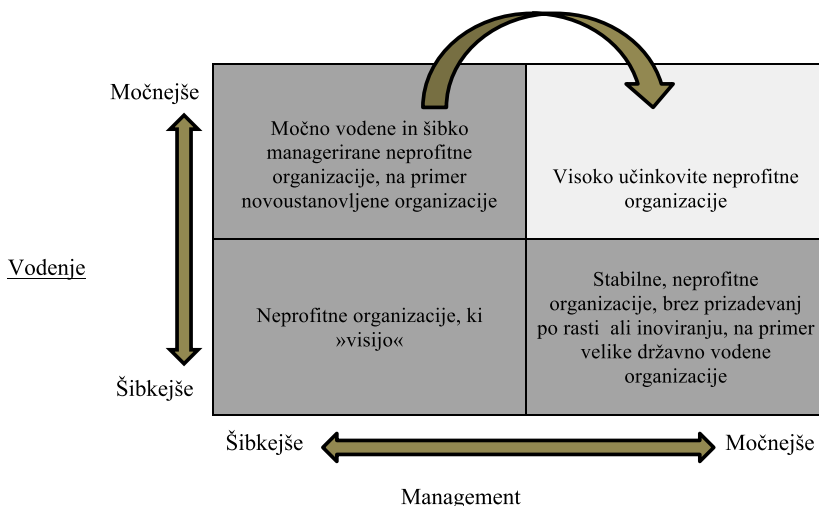 Močnejše
Močno vodene in šibko
managerirane neprofitne
organizacije, na primer
novoustanovljene organizacije
Visoko učinkovite neprofitne
organizacije
Vodenje
Neprofitne organizacije, ki
»visijo«
Stabilne, neprofitne
organizacije, brez prizadevanj
po rasti ali inoviranju, na primer
velike državno vodene
organizacije
Šibkejše
Šibkejše
Močnejše
Management